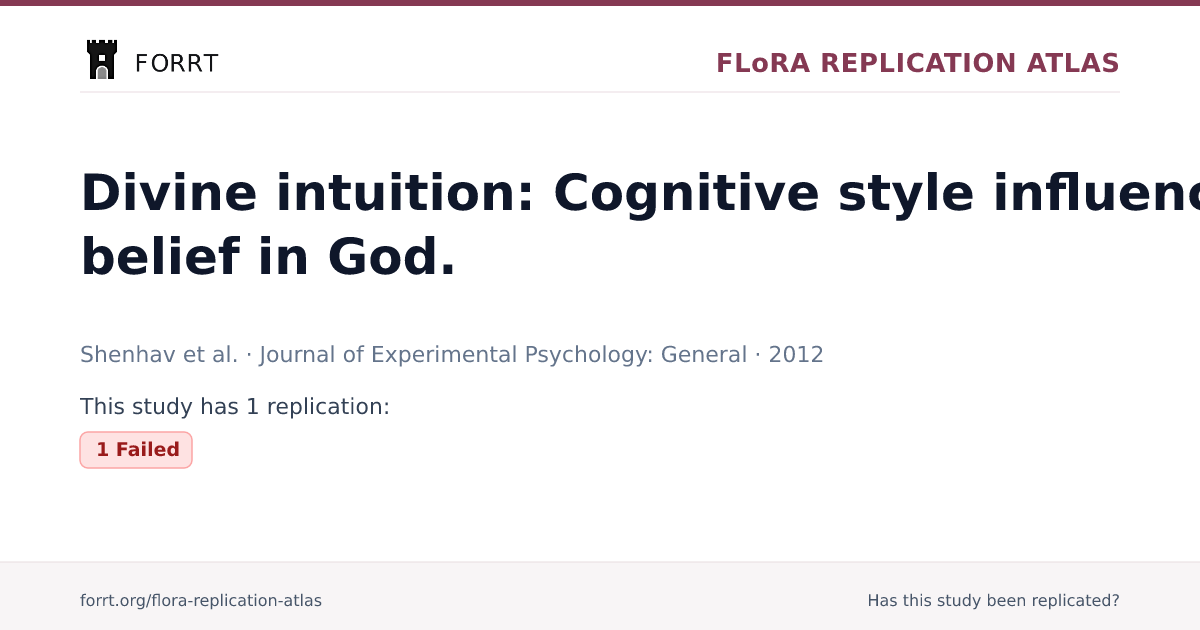 FORRT
FLoRA REPLICATION ATLAS
Divine intuition: Cognitive style
belief in God.
Shenhav et al. · Journal of Experimental Psychology: General · 2012
This study has 1 replication:
1 Failed
forrt.org/flora-replication-atlas
Has this study been replicated?